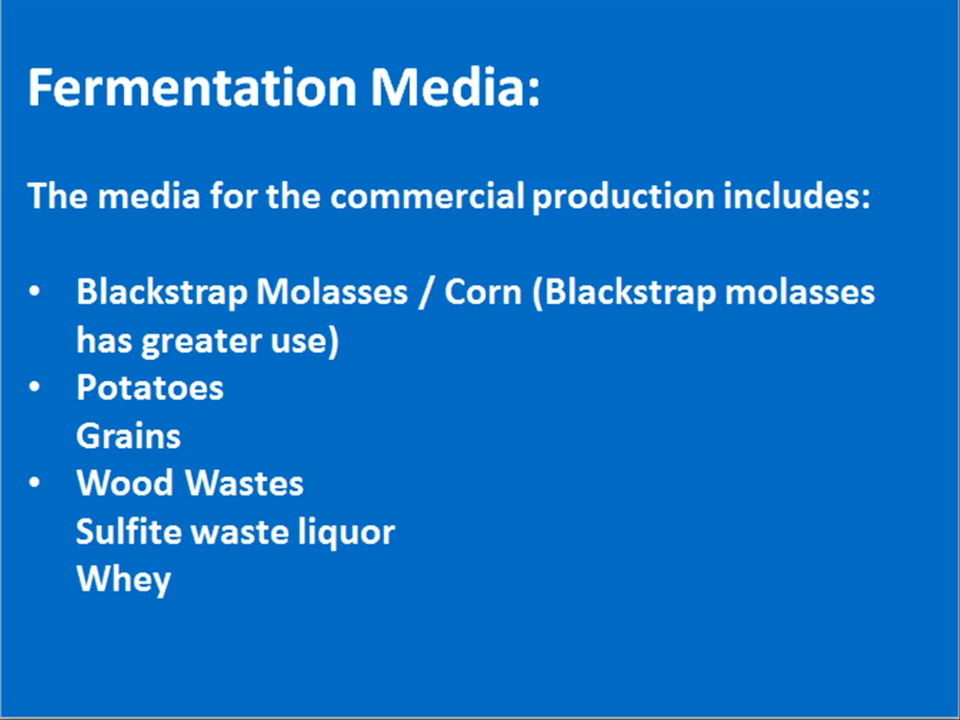 Fermentation Media:
The media for the commercial production includes:
• Blackstrap Molasses / Corn (Blackstrap molasses
has greater use)
• Potatoes
Grains
• Wood Wastes
Sulfite waste liquor
Whey